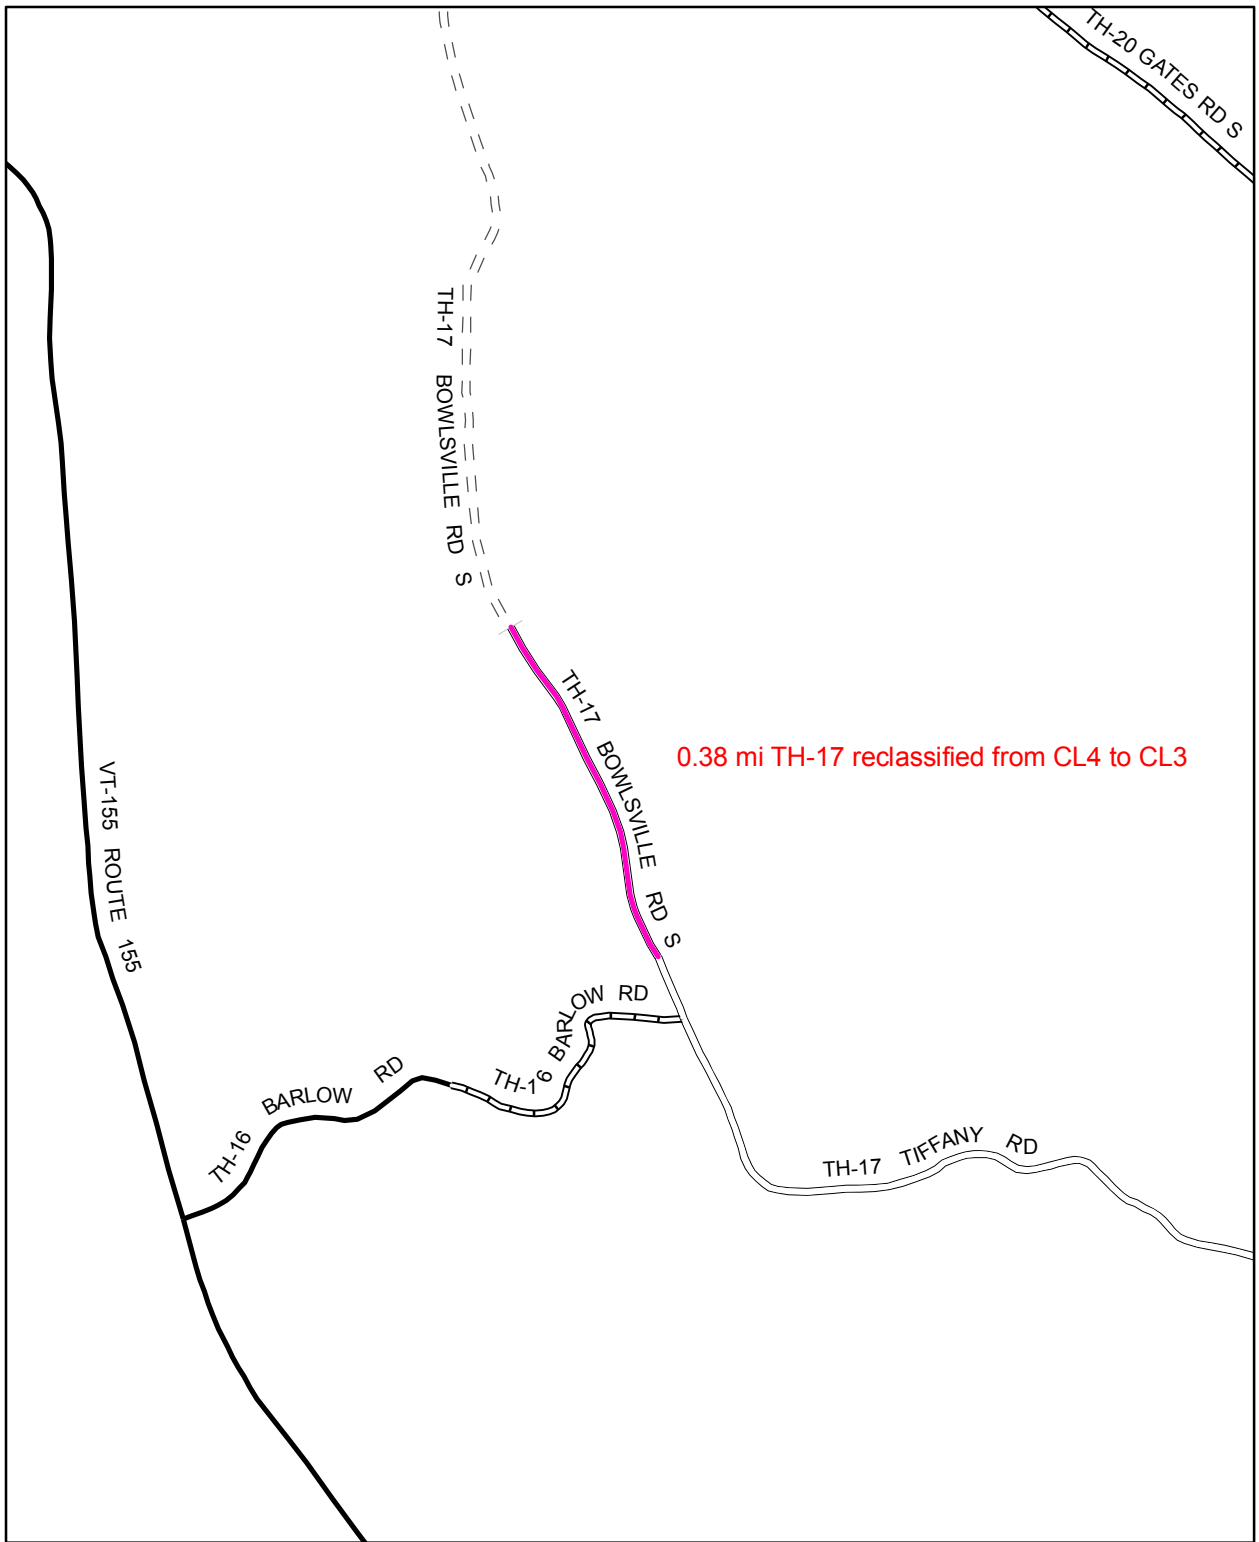 TH-20 GATES RD S
TH-17 BOWLSVILLE RD S
TH-17 BOWLSVILLE RD S
0.38 mi TH-17 reclassified from CL4 to CL3
VT-155 ROUTE 155
TH-16 BARLOW RD
TH-16 BARLOW RD
TH-17 TIFFANY RD